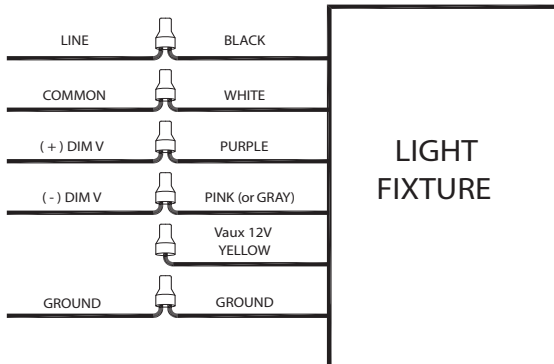 LINE BLACK
COMMON WHITE
( + ) DIM V PURPLE
( - ) DIM V PINK (or GRAY)
Vaux 12V
YELLOW
GROUND GROUND
LIGHT
FIXTURE